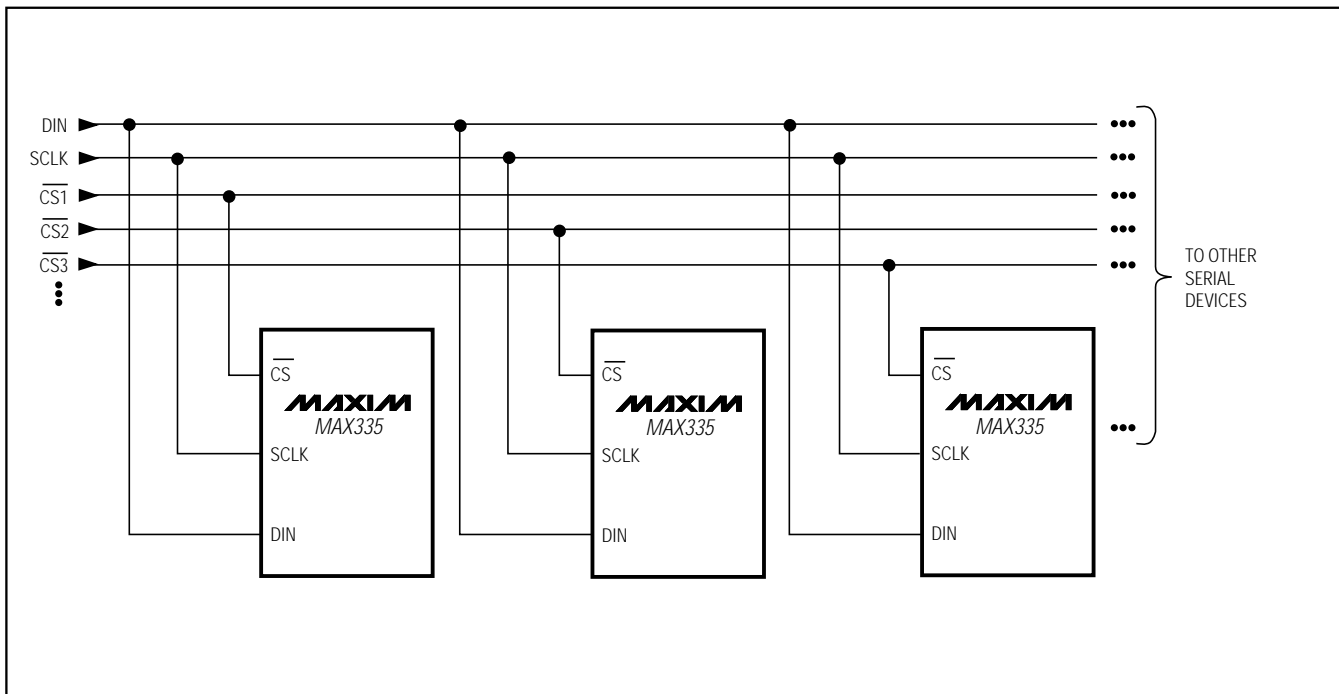 DIN
SCLK
CS1
CS2
CS3
TO OTHER
SERIAL
DEVICES
CS
MAXIM
MAX335
SCLK
DIN
CS
MAXIM
MAX335
SCLK
DIN
CS
MAXIM
MAX335
SCLK
DIN